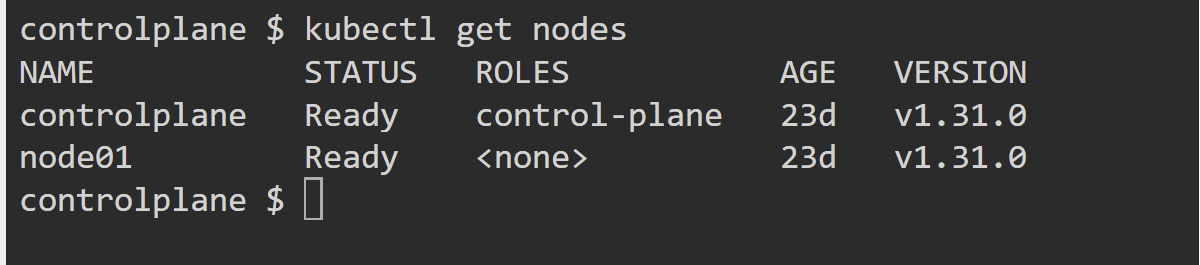 controlplane $ kubectl get nodes
NAME           STATUS   ROLES           AGE   VERSION
controlplane   Ready    control-plane   23d   v1.31.0
node01         Ready    <none>          23d   v1.31.0
controlplane $